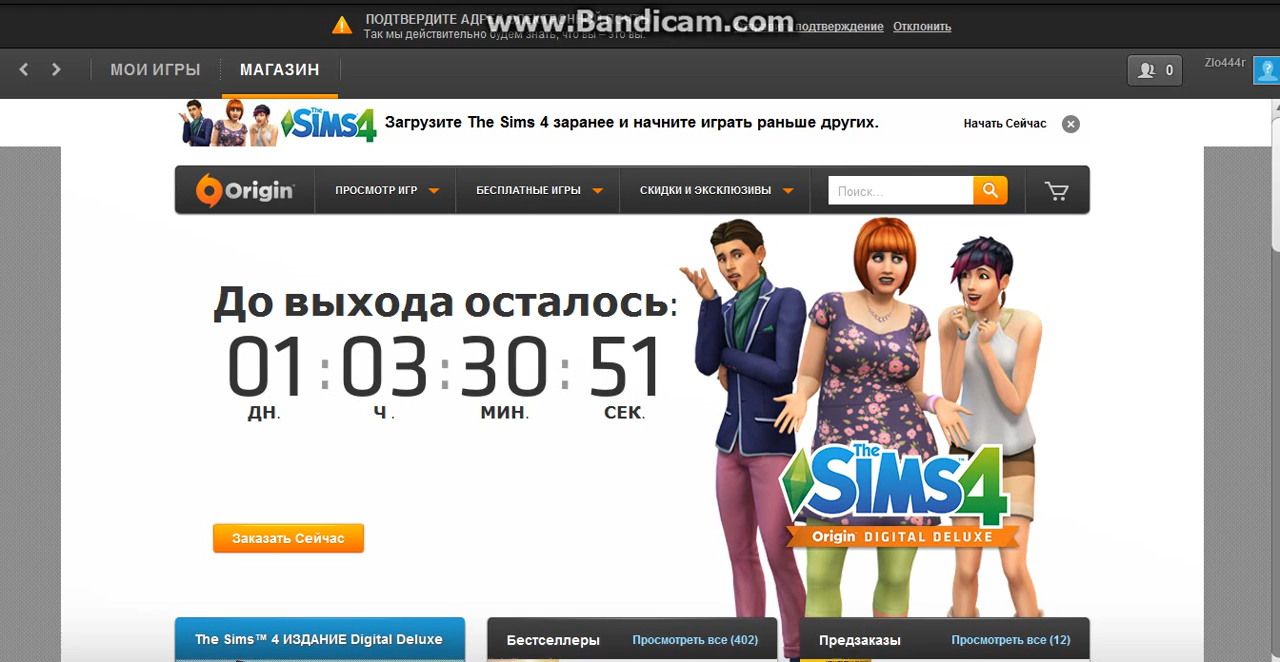 www.Bandicam.com
ПОДТВЕРДИТЕ
Так мы действительно будем знать, что вы – это вы.
подтверждение Отклонить
МОИ ИГРЫ
МАГАЗИН
0
Zlo444r
The Sims 4
Загрузите The Sims 4 заранее и начните играть раньше других.
Начать Сейчас
Origin
ПРОСМОТР ИГР
БЕСПЛАТНЫЕ ИГРЫ
СКИДКИ И ЭКСКЛЮЗИВЫ
Поиск...
До выхода осталось:
01 : 03 : 30 : 51
ДН. Ч . МИН. СЕК.
The Sims™ 4
Origin DIGITAL DELUXE
Заказать Сейчас
The Sims™ 4 ИЗДАНИЕ Digital Deluxe
Бестселлеры
Просмотреть все (402)
Предзаказы
Просмотреть все (12)